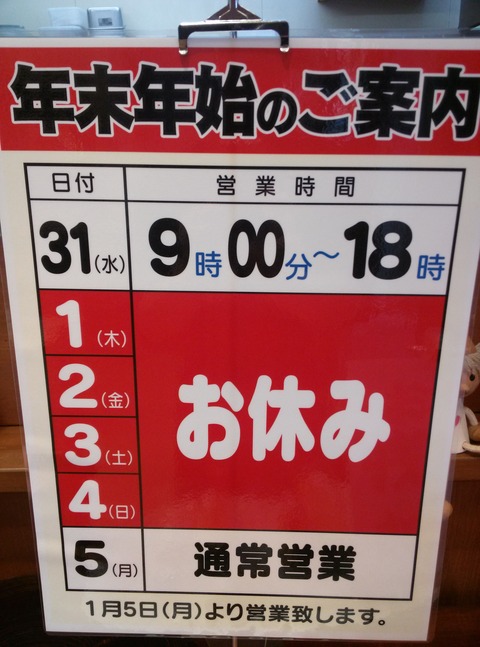 年末年始のご案内
日付 営業時間
31(水) 9時00分～18時
1(木)
2(金)
お休み
3(土)
4(日)
5(月) 通常営業
1月5日(月)より営業致します。